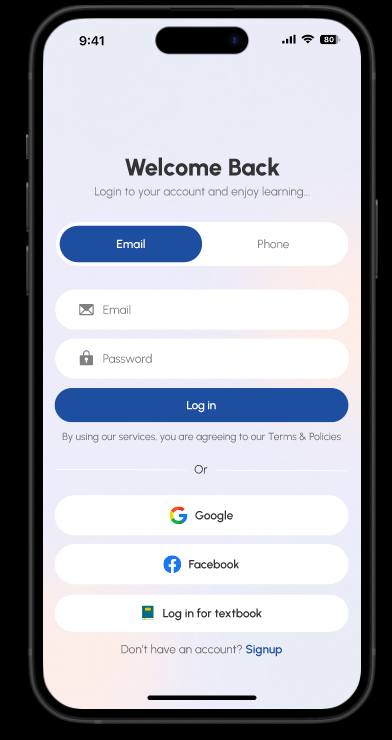 9:41
80
Welcome Back
Login to your account and enjoy learning...
Email
Phone
Email
Password
Log in
By using our services, you are agreeing to our Terms & Policies
Or
Google
Facebook
Log in for textbook
Don't have an account? Signup